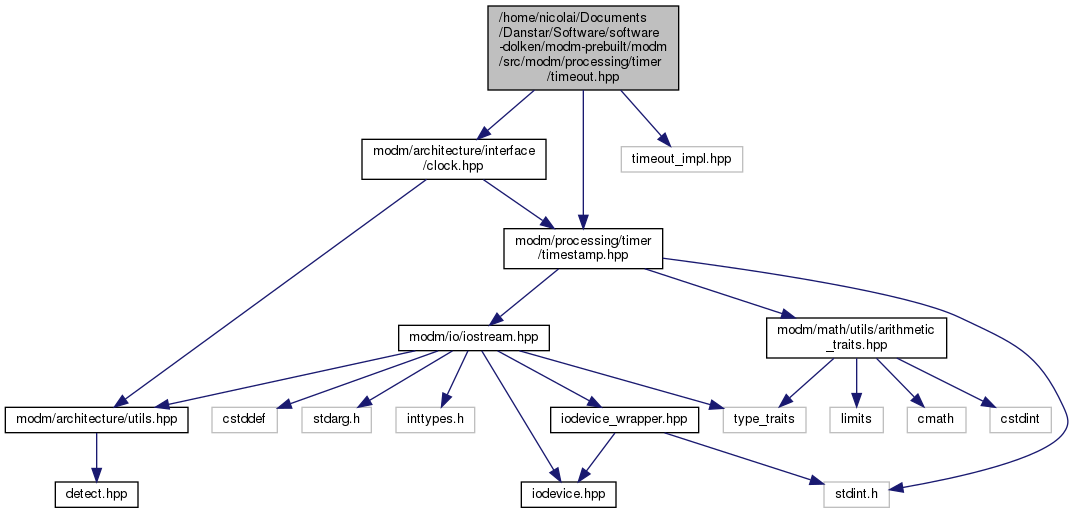 /home/nicolai/Documents
/Danstar/Software/software
-dolken/modm-prebuilt/modm
/src/modm/processing/timer
/timeout.hpp
modm/architecture/interface
/clock.hpp
timeout_impl.hpp
modm/processing/timer
/timestamp.hpp
modm/io/iostream.hpp
modm/math/utils/arithmetic
_traits.hpp
modm/architecture/utils.hpp
cstddef
stdarg.h
inttypes.h
iodevice_wrapper.hpp
type_traits
limits
cmath
cstdint
detect.hpp
iodevice.hpp
stdint.h